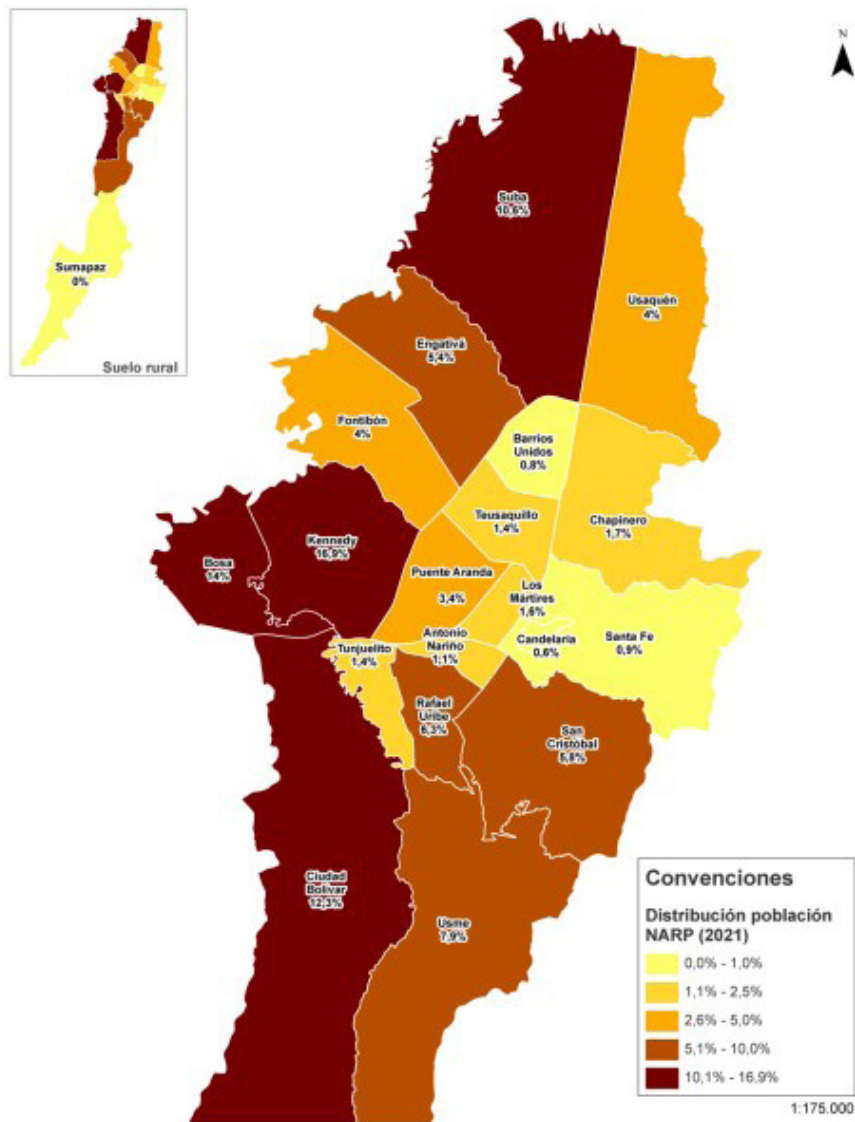 N
Sumapaz
0%
Suelo rural
Suba
10,6%
Usaquén
4%
Engativá
5,4%
Fontibón
4%
Barrios
Unidos
0,8%
Teusaquillo
1,4%
Chapinero
1,7%
Kennedy
16,9%
Bosa
14%
Puente Aranda
3,4%
Los
Mártires
1,6%
Antonio
Nariño
1,1%
Candelaria
0,6%
Santa Fe
0,9%
Tunjuelito
1,4%
Rafael
Uribe
6,3%
San
Cristóbal
5,8%
Ciudad
Bolívar
12,3%
Usme
7,9%
Convenciones
Distribución población
NARP (2021)
0,0% - 1,0%
1,1% - 2,5%
2,6% - 5,0%
5,1% - 10,0%
10,1% - 16,9%
1:175.000